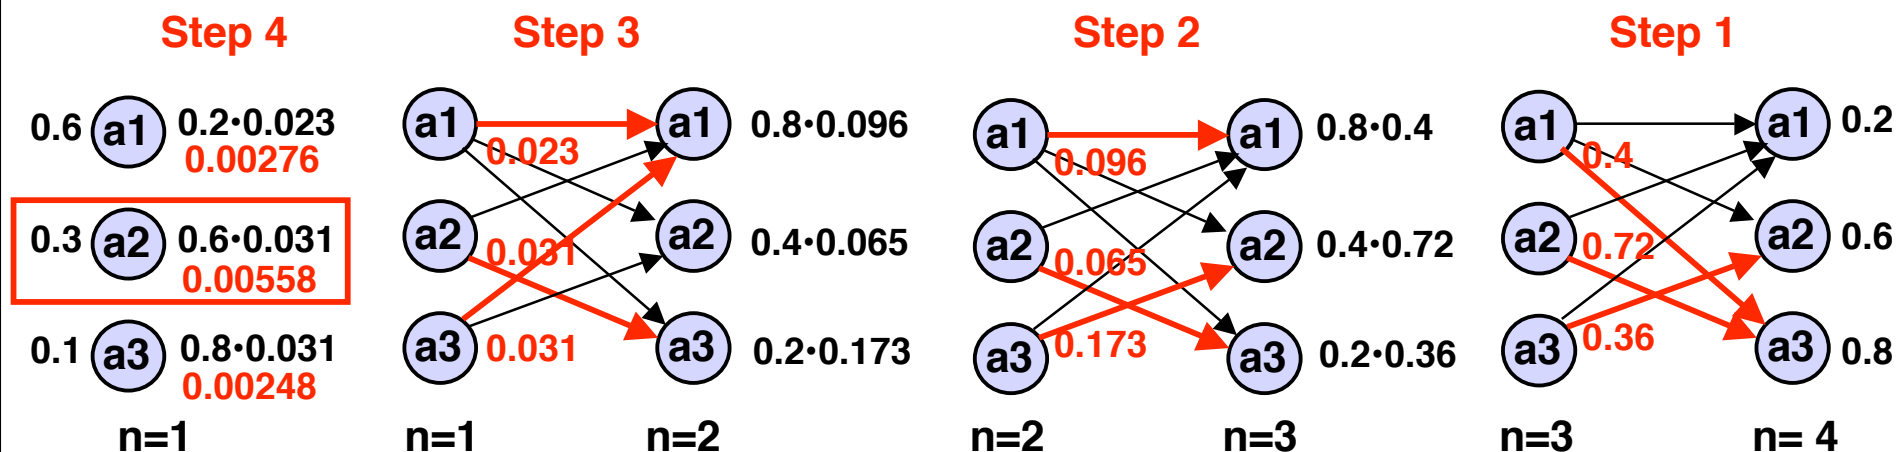 Step 4
Step 3
Step 2
Step 1
0.6 a1 0.2•0.023
0.00276
0.3 a2 0.6•0.031
0.00558
0.1 a3 0.8•0.031
0.00248
n=1
a1 a1 0.8•0.096
0.023
a2 a2 0.4•0.065
0.031
a3 0.031 a3 0.2•0.173
n=1 n=2
a1 a1 0.8•0.4
0.096
a2 a2 0.4•0.72
0.065
a3 0.173 a3 0.2•0.36
n=2 n=3
a1 a1 0.2
0.4
a2 0.72 a2 0.6
a3 0.36 a3 0.8
n=3 n= 4